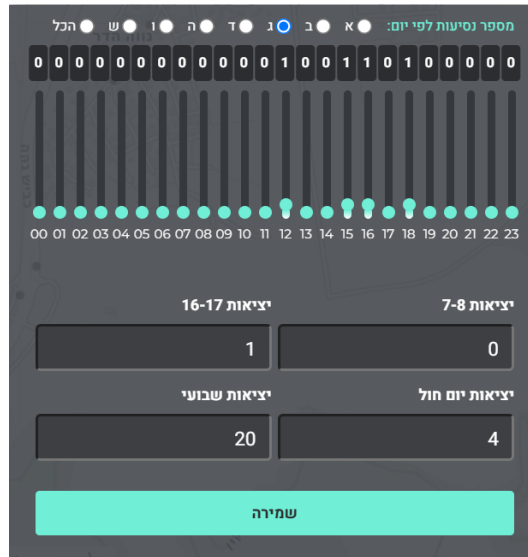 מספר נסיעות לפי יום: א ב ג ד ה ו ש הכל
0 0 0 0 0 0 0 0 0 0 0 0 1 0 0 1 1 0 1 0 0 0 0 0
00 01 02 03 04 05 06 07 08 09 10 11 12 13 14 15 16 17 18 19 20 21 22 23
יציאות 7-8 יציאות 16-17
0 1
יציאות יום חול יציאות שבועי
4 20
שמירה